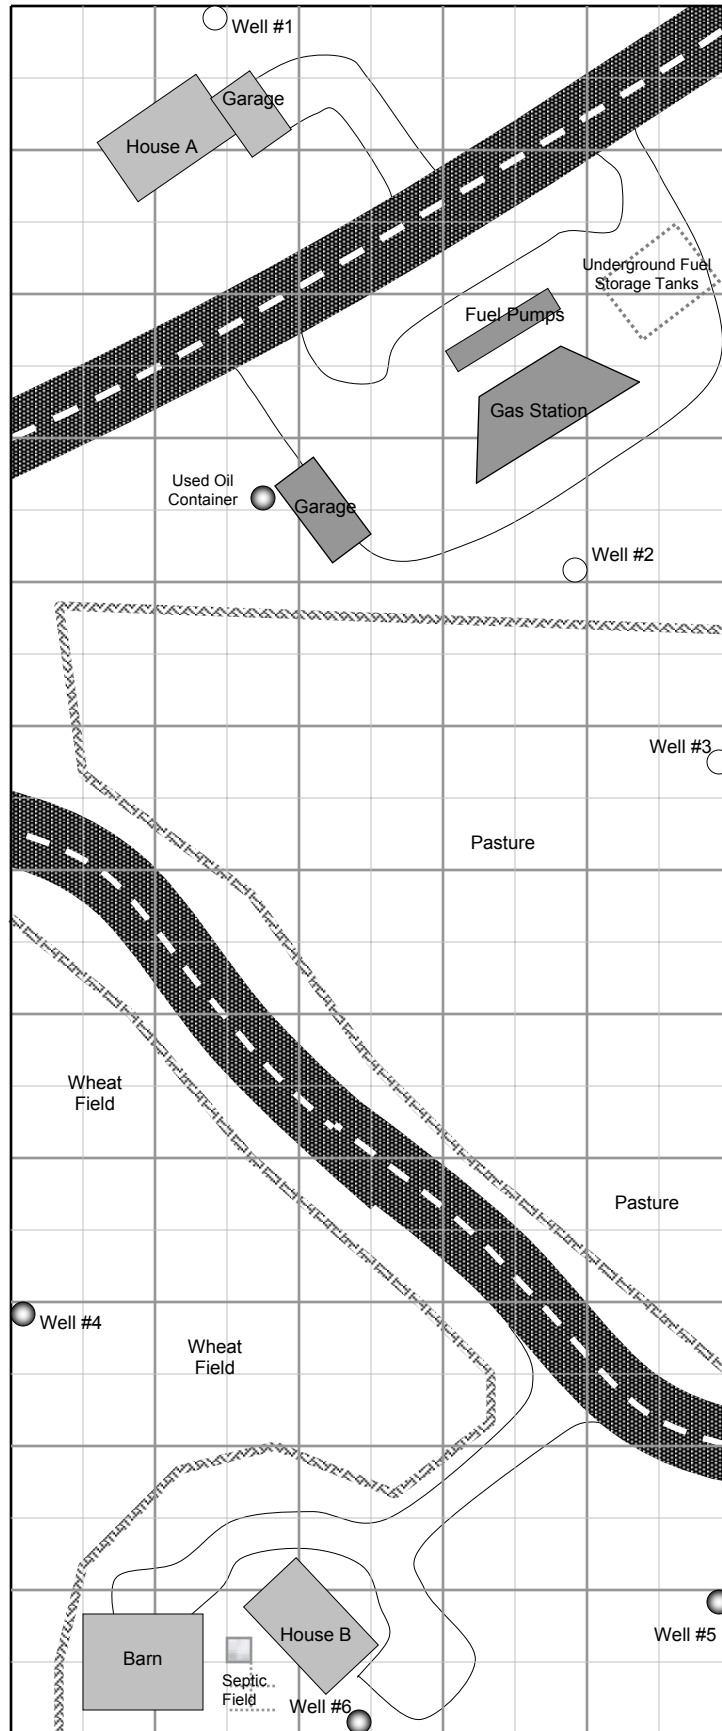 Well #1
Garage
House A
Underground Fuel
Storage Tanks
Fuel Pumps
Gas Station
Used Oil
Container
Garage
Well #2
Well #3
Pasture
Wheat
Field
Pasture
Well #4
Wheat
Field
Well #5
House B
Barn
Septic
Field
Well #6